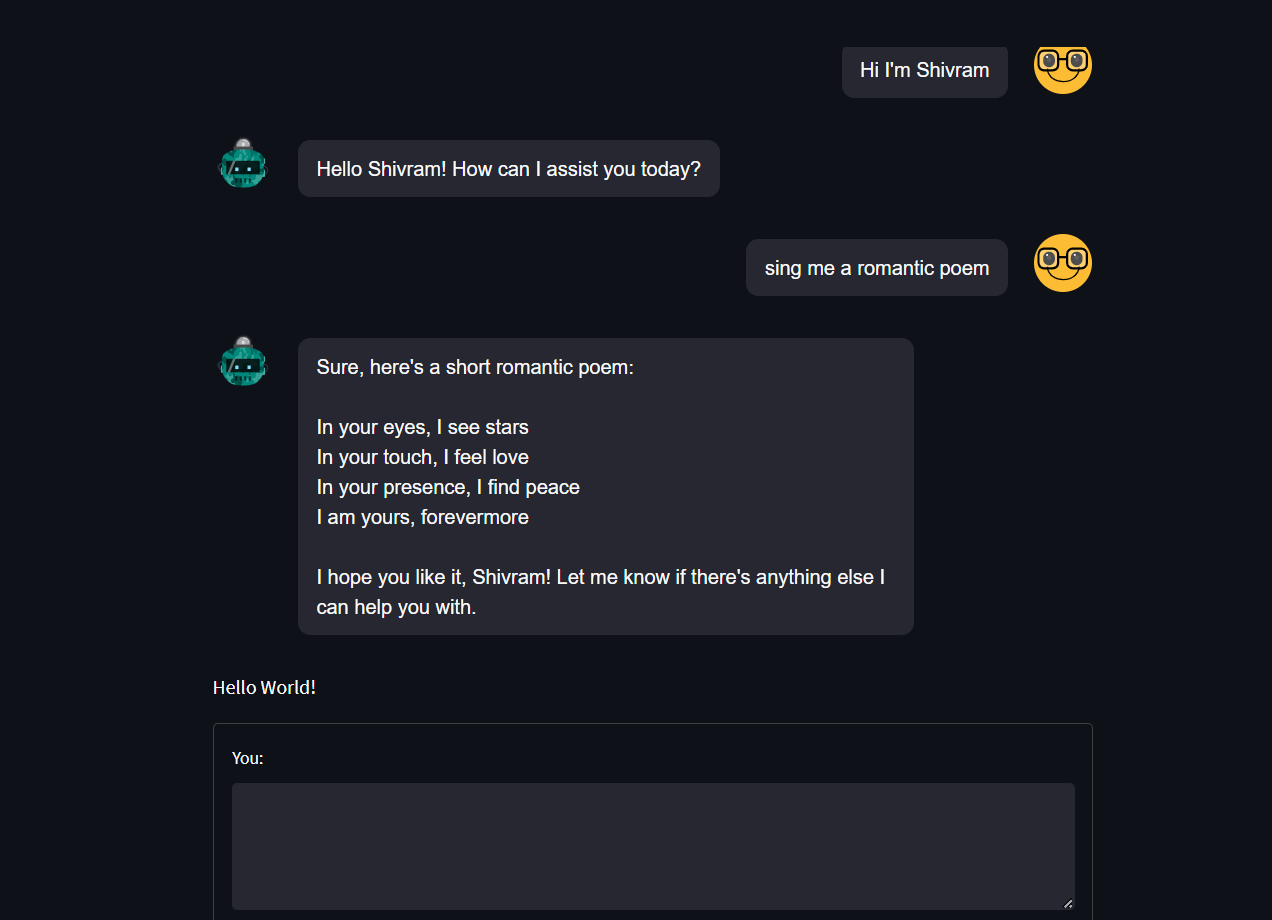 Hi I'm Shivram
Hello Shivram! How can I assist you today?
sing me a romantic poem
Sure, here's a short romantic poem:
In your eyes, I see stars
In your touch, I feel love
In your presence, I find peace
I am yours, forevermore
I hope you like it, Shivram! Let me know if there's anything else I
can help you with.
Hello World!
You: